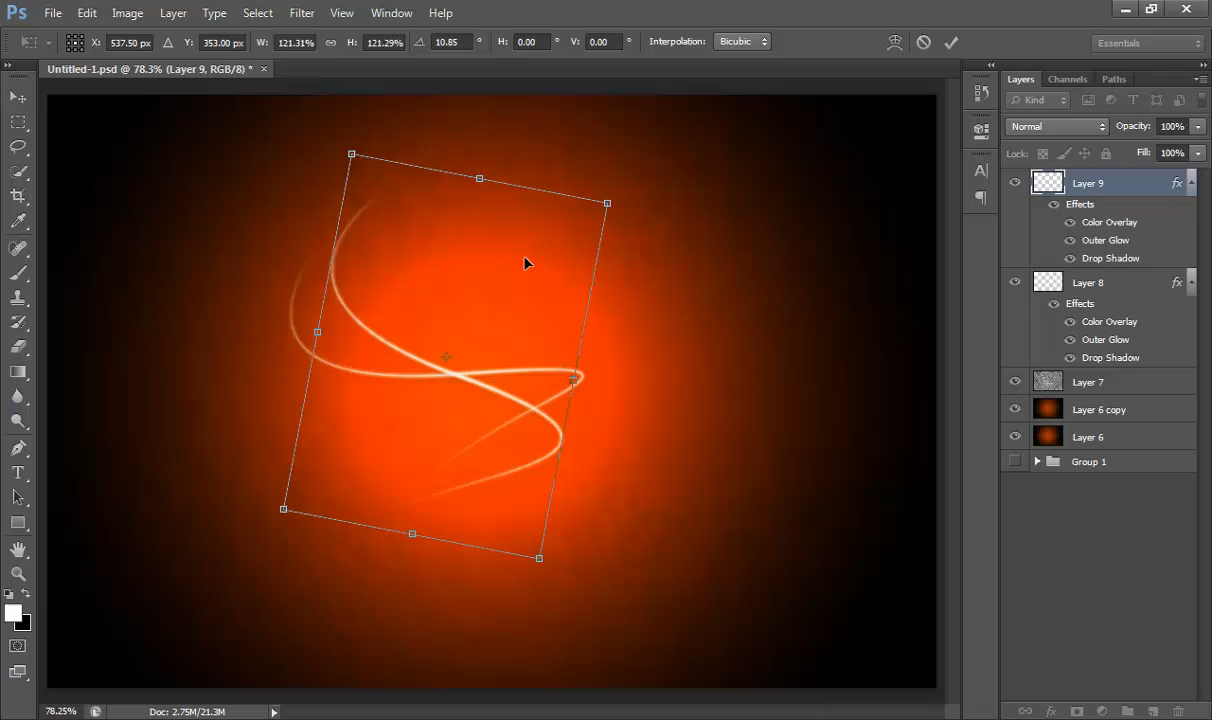 Ps File Edit Image Layer Type Select Filter View Window Help
X: 537.50 px Y: 353.00 px W: 121.31% H: 121.29% 10.85 ° H: 0.00 ° V: 0.00 ° Interpolation: Bicubic Essentials
Untitled-1.psd @ 78.3% (Layer 9, RGB/8) * ×
Layers Channels Paths
Kind
Normal Opacity: 100%
Lock: Fill: 100%
Layer 9 fx
Effects
Color Overlay
Outer Glow
Drop Shadow
Layer 8 fx
Effects
Color Overlay
Outer Glow
Drop Shadow
Layer 7
Layer 6 copy
Layer 6
Group 1
78.25% Doc: 2.75M/21.3M